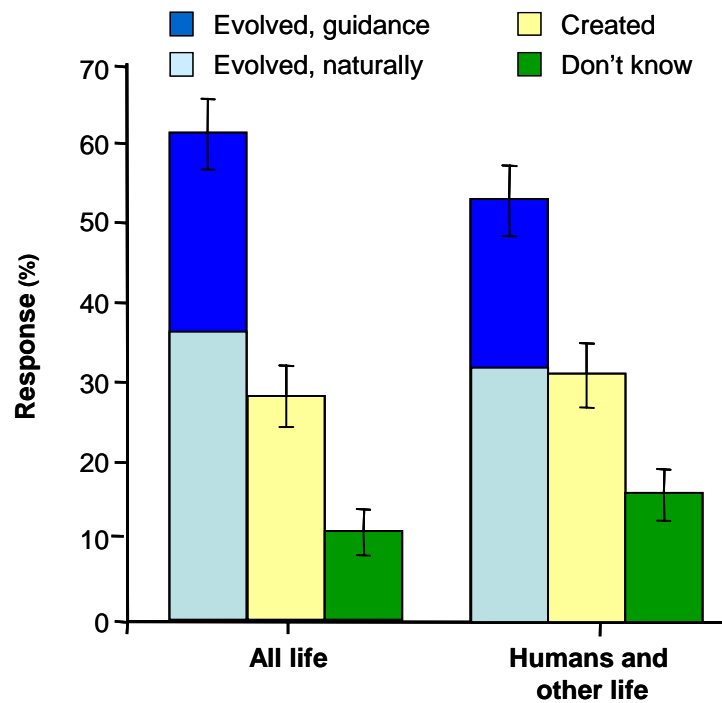 Evolved, guidance
Created
Evolved, naturally
Don't know
70
60
50
40
30
20
10
0
Response (%)
All life
Humans and
other life